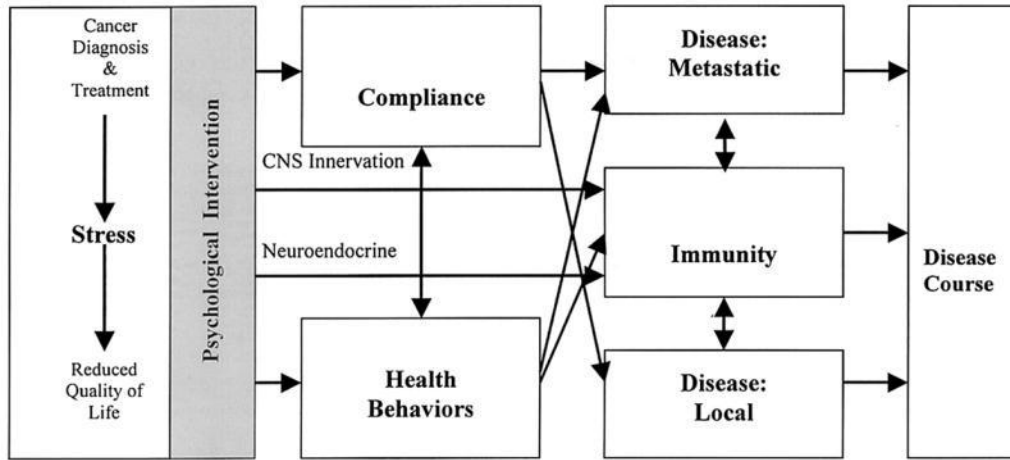 Cancer
Diagnosis
&
Treatment
Stress
Reduced
Quality of
Life
Psychological Intervention
Compliance
CNS Innervation
Neuroendocrine
Health
Behaviors
Disease:
Metastatic
Immunity
Disease:
Local
Disease
Course